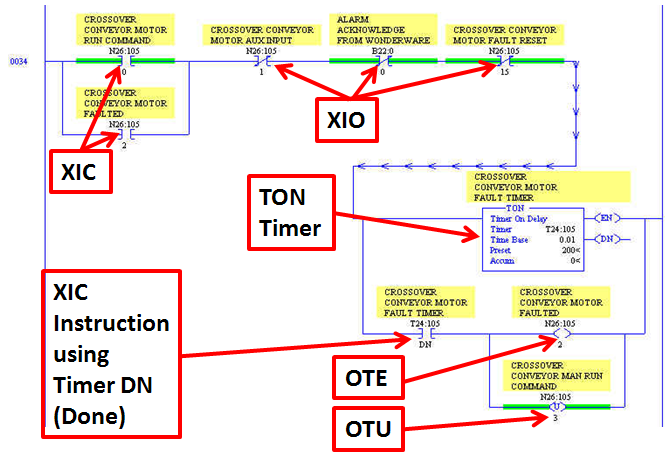 CROSSOVER
CONVEYOR MOTOR
RUN COMMAND
N26:105
0
CROSSOVER CONVEYOR
MOTOR AUX INPUT
N26:105
1
ALARM
ACKNOWLEDGE
FROM WONDERWARE
B22:0
0
CROSSOVER CONVEYOR
MOTOR FAULT RESET
N26:105
15
0034
CROSSOVER
CONVEYOR MOTOR
FAULTED
N26:105
2
XIO
XIC
TON
Timer
CROSSOVER
CONVEYOR MOTOR
FAULT TIMER
TON
Timer On Delay
Timer T24:105
Time Base 0.01
Preset 200<
Accum 0<
EN
DN
XIC
Instruction
using
Timer DN
(Done)
CROSSOVER
CONVEYOR MOTOR
FAULT TIMER
T24:105
DN
CROSSOVER
CONVEYOR MOTOR
FAULTED
N26:105
2
OTE
CROSSOVER
CONVEYOR MAN RUN
COMMAND
N26:105
U
3
OTU